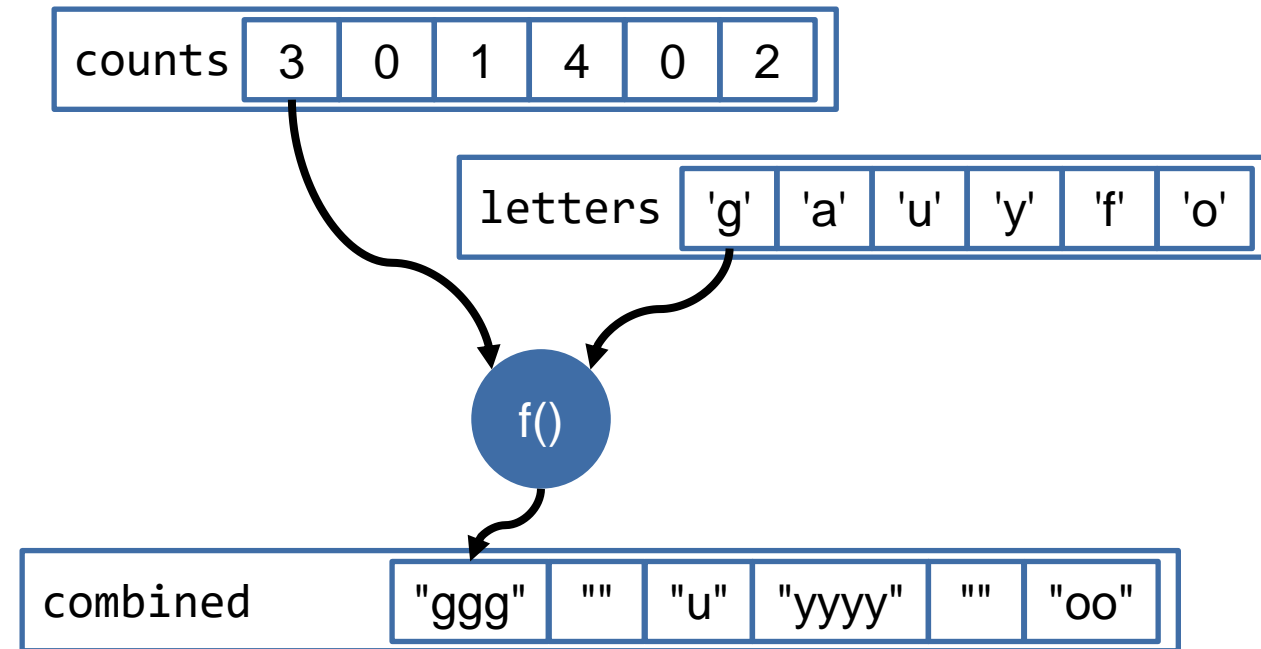 counts 3 0 1 4 0 2
letters 'g' 'a' 'u' 'y' 'f' 'o'
f()
combined "ggg" "" "u" "yyyy" "" "oo"